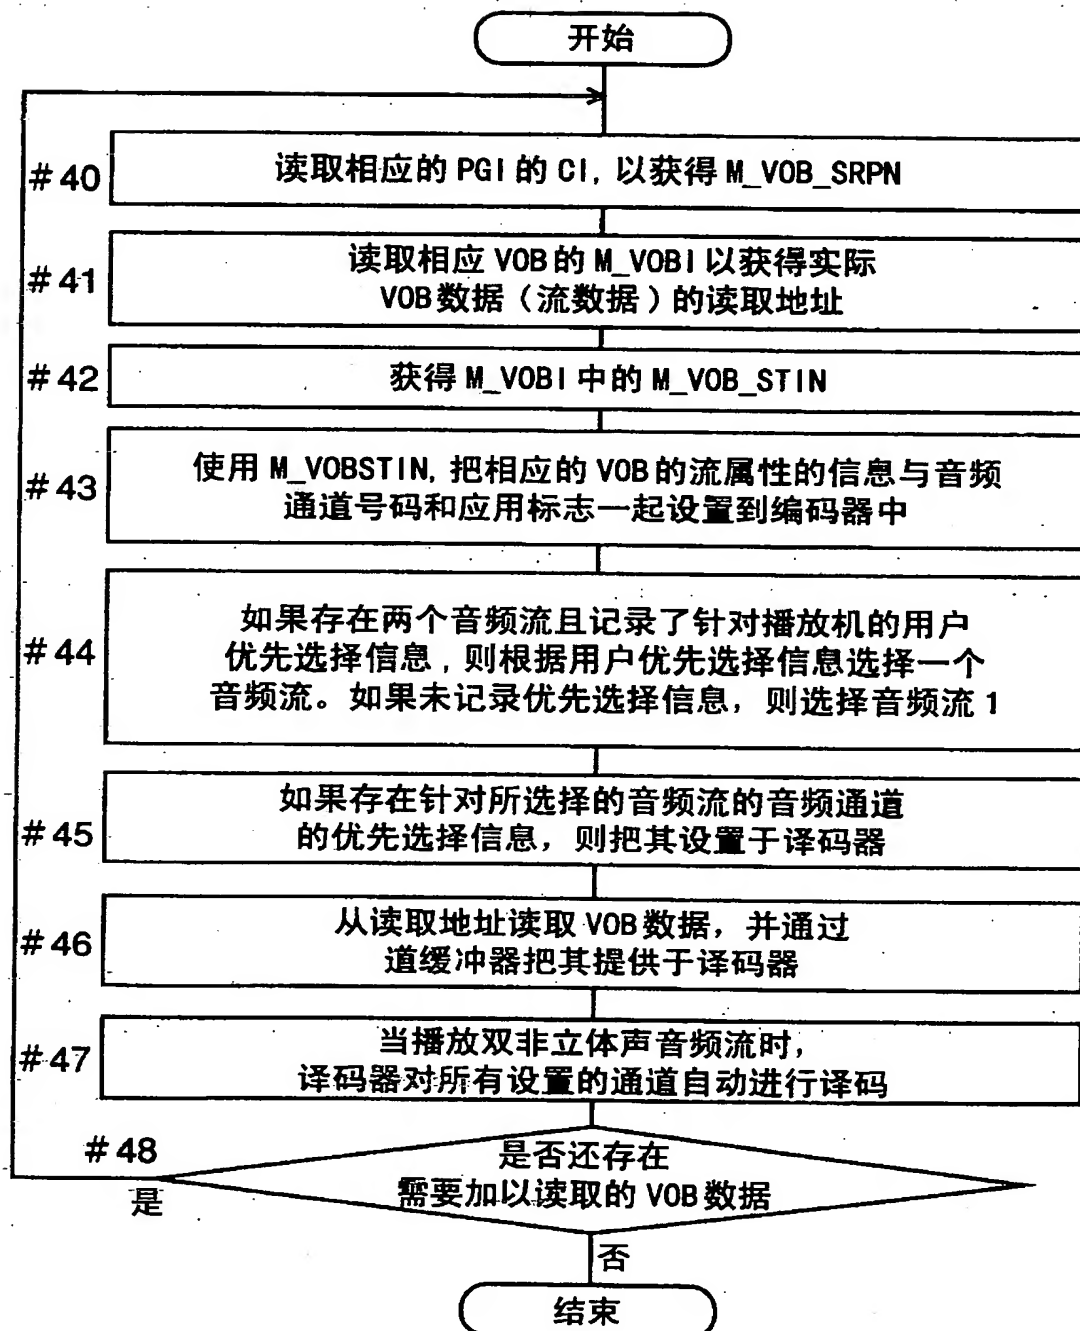 开始
#40
读取相应的 PGI 的 CI, 以获得 M_VOB_SRPN
#41
读取相应 VOB 的 M_VOBI 以获得实际
VOB 数据（流数据）的读取地址
#42
获得 M_VOBI 中的 M_VOB_STIN
#43
使用 M_VOBSTIN, 把相应的 VOB 的流属性的信息与音频
通道号码和应用标志一起设置到编码器中
#44
如果存在两个音频流且记录了针对播放机的用户
优先选择信息，则根据用户优先选择信息选择一个
音频流。如果未记录优先选择信息，则选择音频流 1
#45
如果存在针对所选择的音频流的音频通道
的优先选择信息，则把其设置于译码器
#46
从读取地址读取 VOB 数据，并通过
道缓冲器把其提供于译码器
#47
当播放双非立体声音频流时，
译码器对所有设置的通道自动进行译码
#48
是否还存在
需要加以读取的 VOB 数据
是
否
结束